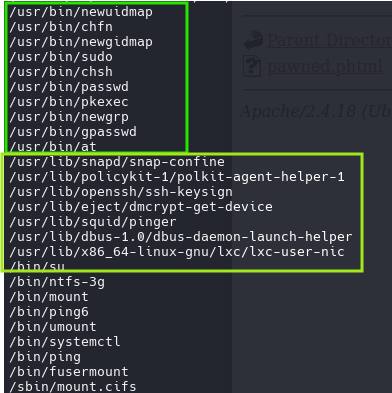 /usr/bin/newuidmap
/usr/bin/chfn
/usr/bin/newgidmap
/usr/bin/sudo
/usr/bin/chsh
/usr/bin/passwd
/usr/bin/pkexec
/usr/bin/newgrp
/usr/bin/gpasswd
/usr/bin/at
/usr/lib/snapd/snap-confine
/usr/lib/policykit-1/polkit-agent-helper-1
/usr/lib/openssh/ssh-keysign
/usr/lib/eject/dmcrypt-get-device
/usr/lib/squid/pinger
/usr/lib/dbus-1.0/dbus-daemon-launch-helper
/usr/lib/x86_64-linux-gnu/lxc/lxc-user-nic
/bin/su
/bin/ntfs-3g
/bin/mount
/bin/ping6
/bin/umount
/bin/systemctl
/bin/ping
/bin/fusermount
/sbin/mount.cifs
Parent Director
pawned.phtml
Apache/2.4.18 (Ub